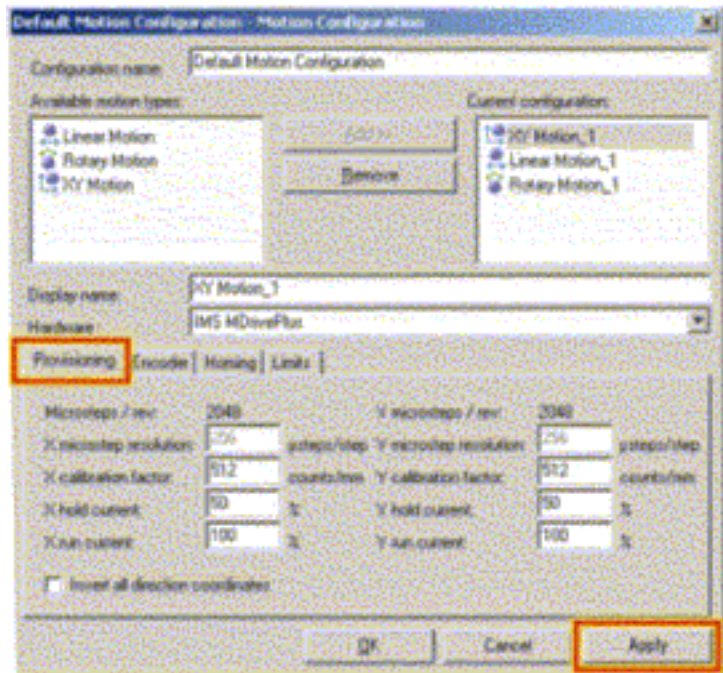 Default Motion Configuration - Motion Configuration
Configuration name: Default Motion Configuration
Available motion types: Current configuration:
Linear Motion
Rotary Motion
XY Motion
Add >>
Remove
XY Motion_1
Linear Motion_1
Rotary Motion_1
Display name: XY Motion_1
Hardware: IMS MDrivePlus
Provisioning Encoder Homing Limits
Microsteps / rev: 2048 Y microsteps / rev: 2048
X microstep resolution: 256 µsteps/step Y microstep resolution: 256 µsteps/step
X calibration factor: 512 counts/mm Y calibration factor: 512 counts/mm
X hold current: 50 % Y hold current: 50 %
X run current: 100 % Y run current: 100 %
Invert all direction coordinates
OK Cancel Apply